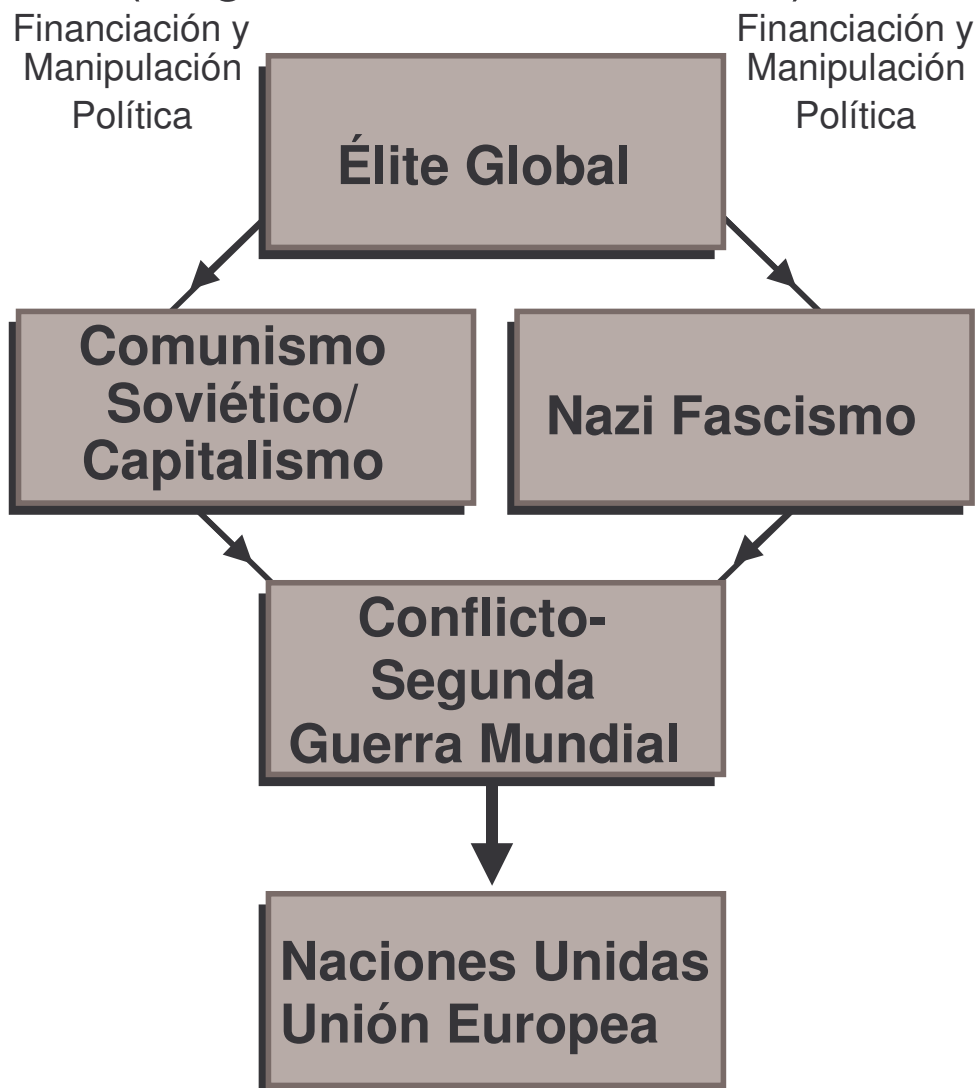 Financiación y
Manipulación
Política
Financiación y
Manipulación
Política
Élite Global
Comunismo
Soviético/
Capitalismo
Nazi Fascismo
Conflicto-
Segunda
Guerra Mundial
Naciones Unidas
Unión Europea